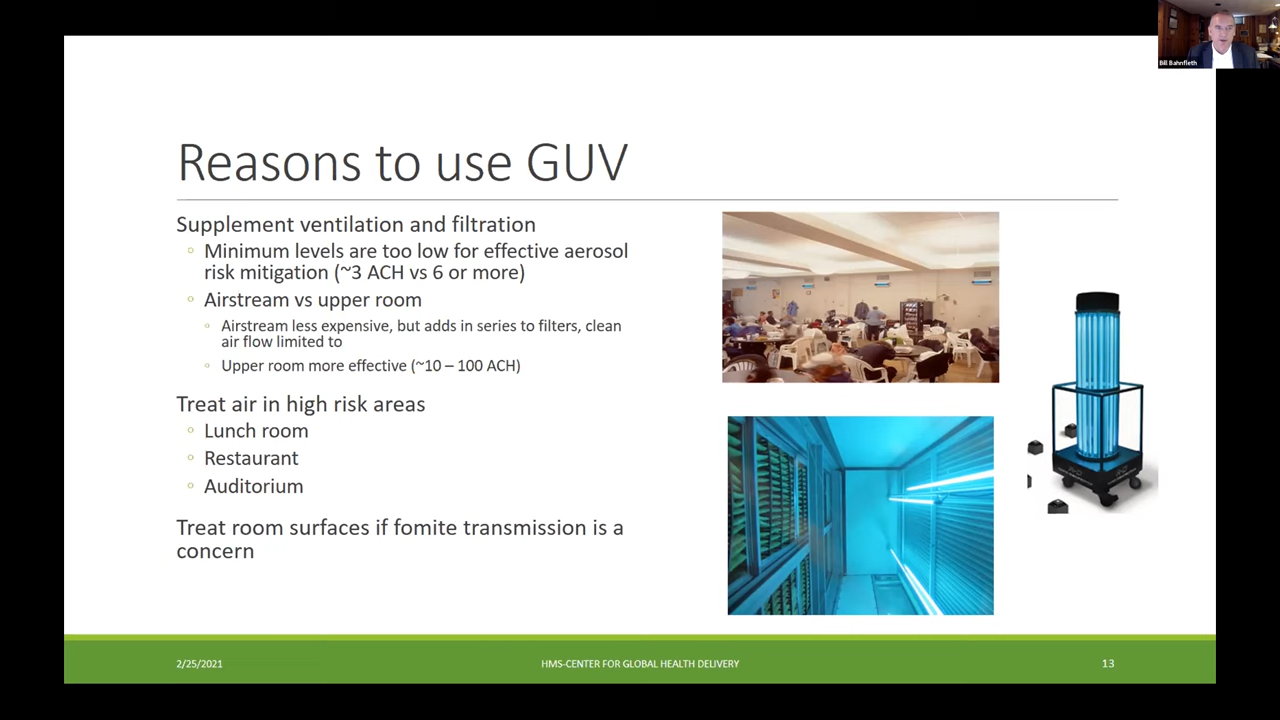 Bill Bahnfleth
Reasons to use GUV
Supplement ventilation and filtration
Minimum levels are too low for effective aerosol
risk mitigation (~3 ACH vs 6 or more)
Airstream vs upper room
Airstream less expensive, but adds in series to filters, clean
air flow limited to
Upper room more effective (~10 – 100 ACH)
Treat air in high risk areas
Lunch room
Restaurant
Auditorium
Treat room surfaces if fomite transmission is a
concern
2/25/2021
HMS-CENTER FOR GLOBAL HEALTH DELIVERY
13